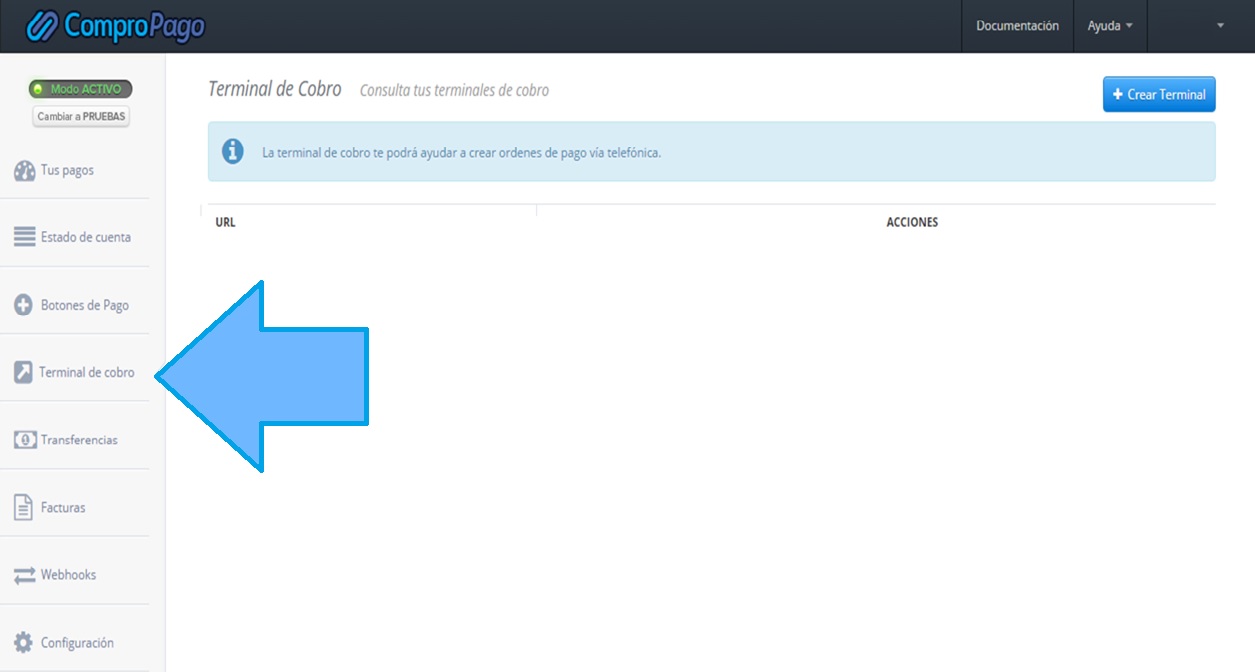 ComproPago
Documentación
Ayuda
Modo ACTIVO
Cambiar a PRUEBAS
Tus pagos
Estado de cuenta
Botones de Pago
Terminal de cobro
Transferencias
Facturas
Webhooks
Configuración
Terminal de Cobro Consulta tus terminales de cobro
+ Crear Terminal
La terminal de cobro te podrá ayudar a crear ordenes de pago vía telefónica.
URL
ACCIONES